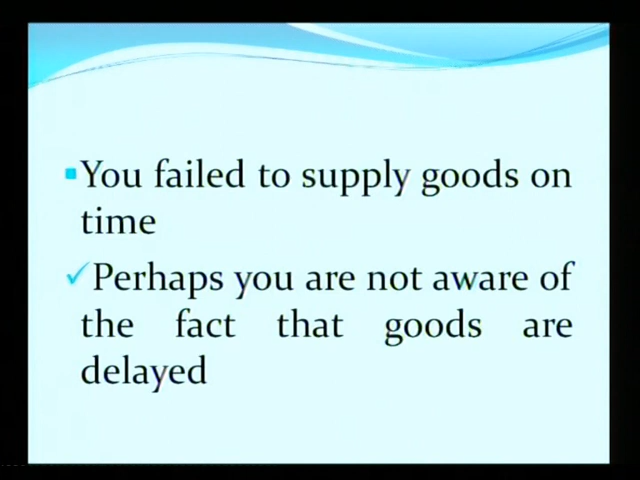 You failed to supply goods on
time
Perhaps you are not aware of
the fact that goods are
delayed